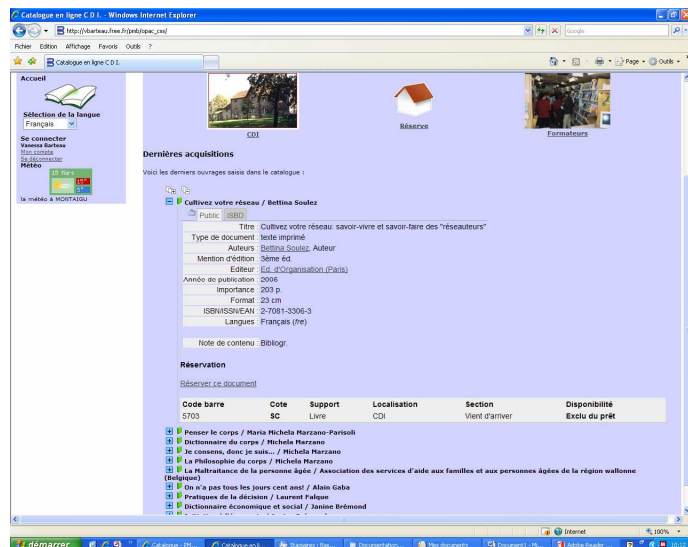 Catalogue en ligne C D I. - Windows Internet Explorer
http://vbarteau.free.fr/pmb/opac_css/
Google
Fichier Edition Affichage Favoris Outils ?
Catalogue en ligne C D I.
Page Outils
Accueil
Sélection de la langue
Français
Se connecter
Vanessa Barteau
Mon compte
Se déconnecter
Météo
la météo à MONTAIGU
CDI
Réserve
Formateurs
Dernières acquisitions
Voici les derniers ouvrages saisis dans le catalogue :
Cultivez votre réseau / Bettina Soulez
Public ISBD
Titre : Cultivez votre réseau: savoir-vivre et savoir-faire des "réseauteurs"
Type de document : texte imprimé
Auteurs : Bettina Soulez, Auteur
Mention d'édition : 3ème éd.
Editeur : Ed. d'Organisation (Paris)
Année de publication : 2006
Importance : 203 p.
Format : 23 cm
ISBN/ISSN/EAN : 2-7081-3306-3
Langues : Français (fre)
Note de contenu : Bibliogr.
Réservation
Réserver ce document
Code barre Cote Support Localisation Section Disponibilité
5703 SC Livre CDI Vient d'arriver Exclu du prêt
Penser le corps / Maria Michela Marzano-Parisoli
Dictionnaire du corps / Michela Marzano
Je consens, donc je suis... / Michela Marzano
La Philosophie du corps / Michela Marzano
La Maltraitance de la personne âgée / Association des services d'aide aux familles et aux personnes âgées de la région wallonne
(Belgique)
On n'a pas tous les jours cent ans! / Alain Gaba
Pratiques de la décision / Laurent Falque
Dictionnaire économique et social / Janine Brémond
Internet 100%
démarrer Catalogue - PM... Catalogue en li... Documentation Mes documents Document1 - Mi... Adobe Reader 10:12